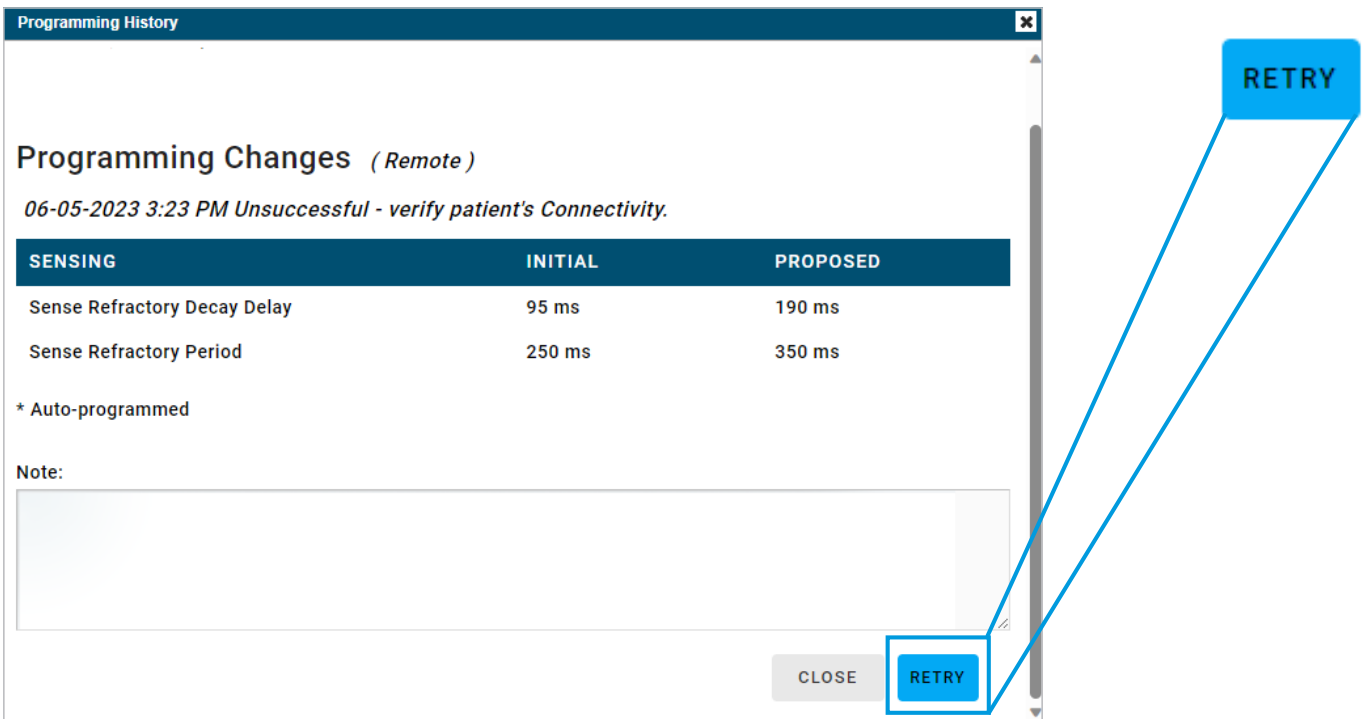 Programming History
RETRY
Programming Changes ( Remote )
06-05-2023 3:23 PM Unsuccessful - verify patient's Connectivity.
SENSING INITIAL PROPOSED
Sense Refractory Decay Delay 95 ms 190 ms
Sense Refractory Period 250 ms 350 ms
* Auto-programmed
Note:
CLOSE RETRY